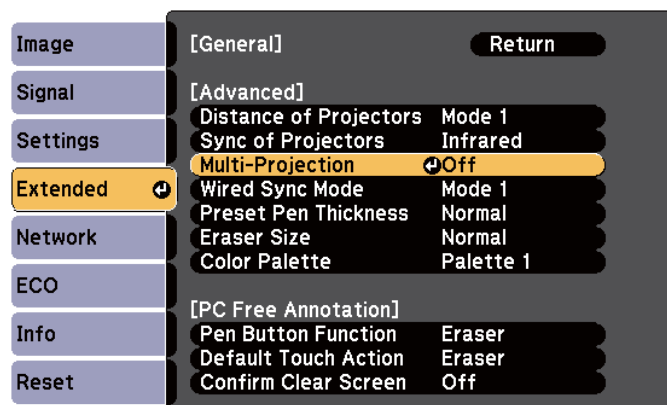 Image
Signal
Settings
Extended
Network
ECO
Info
Reset
[General] Return
[Advanced]
Distance of Projectors Mode 1
Sync of Projectors Infrared
Multi-Projection Off
Wired Sync Mode Mode 1
Preset Pen Thickness Normal
Eraser Size Normal
Color Palette Palette 1
[PC Free Annotation]
Pen Button Function Eraser
Default Touch Action Eraser
Confirm Clear Screen Off